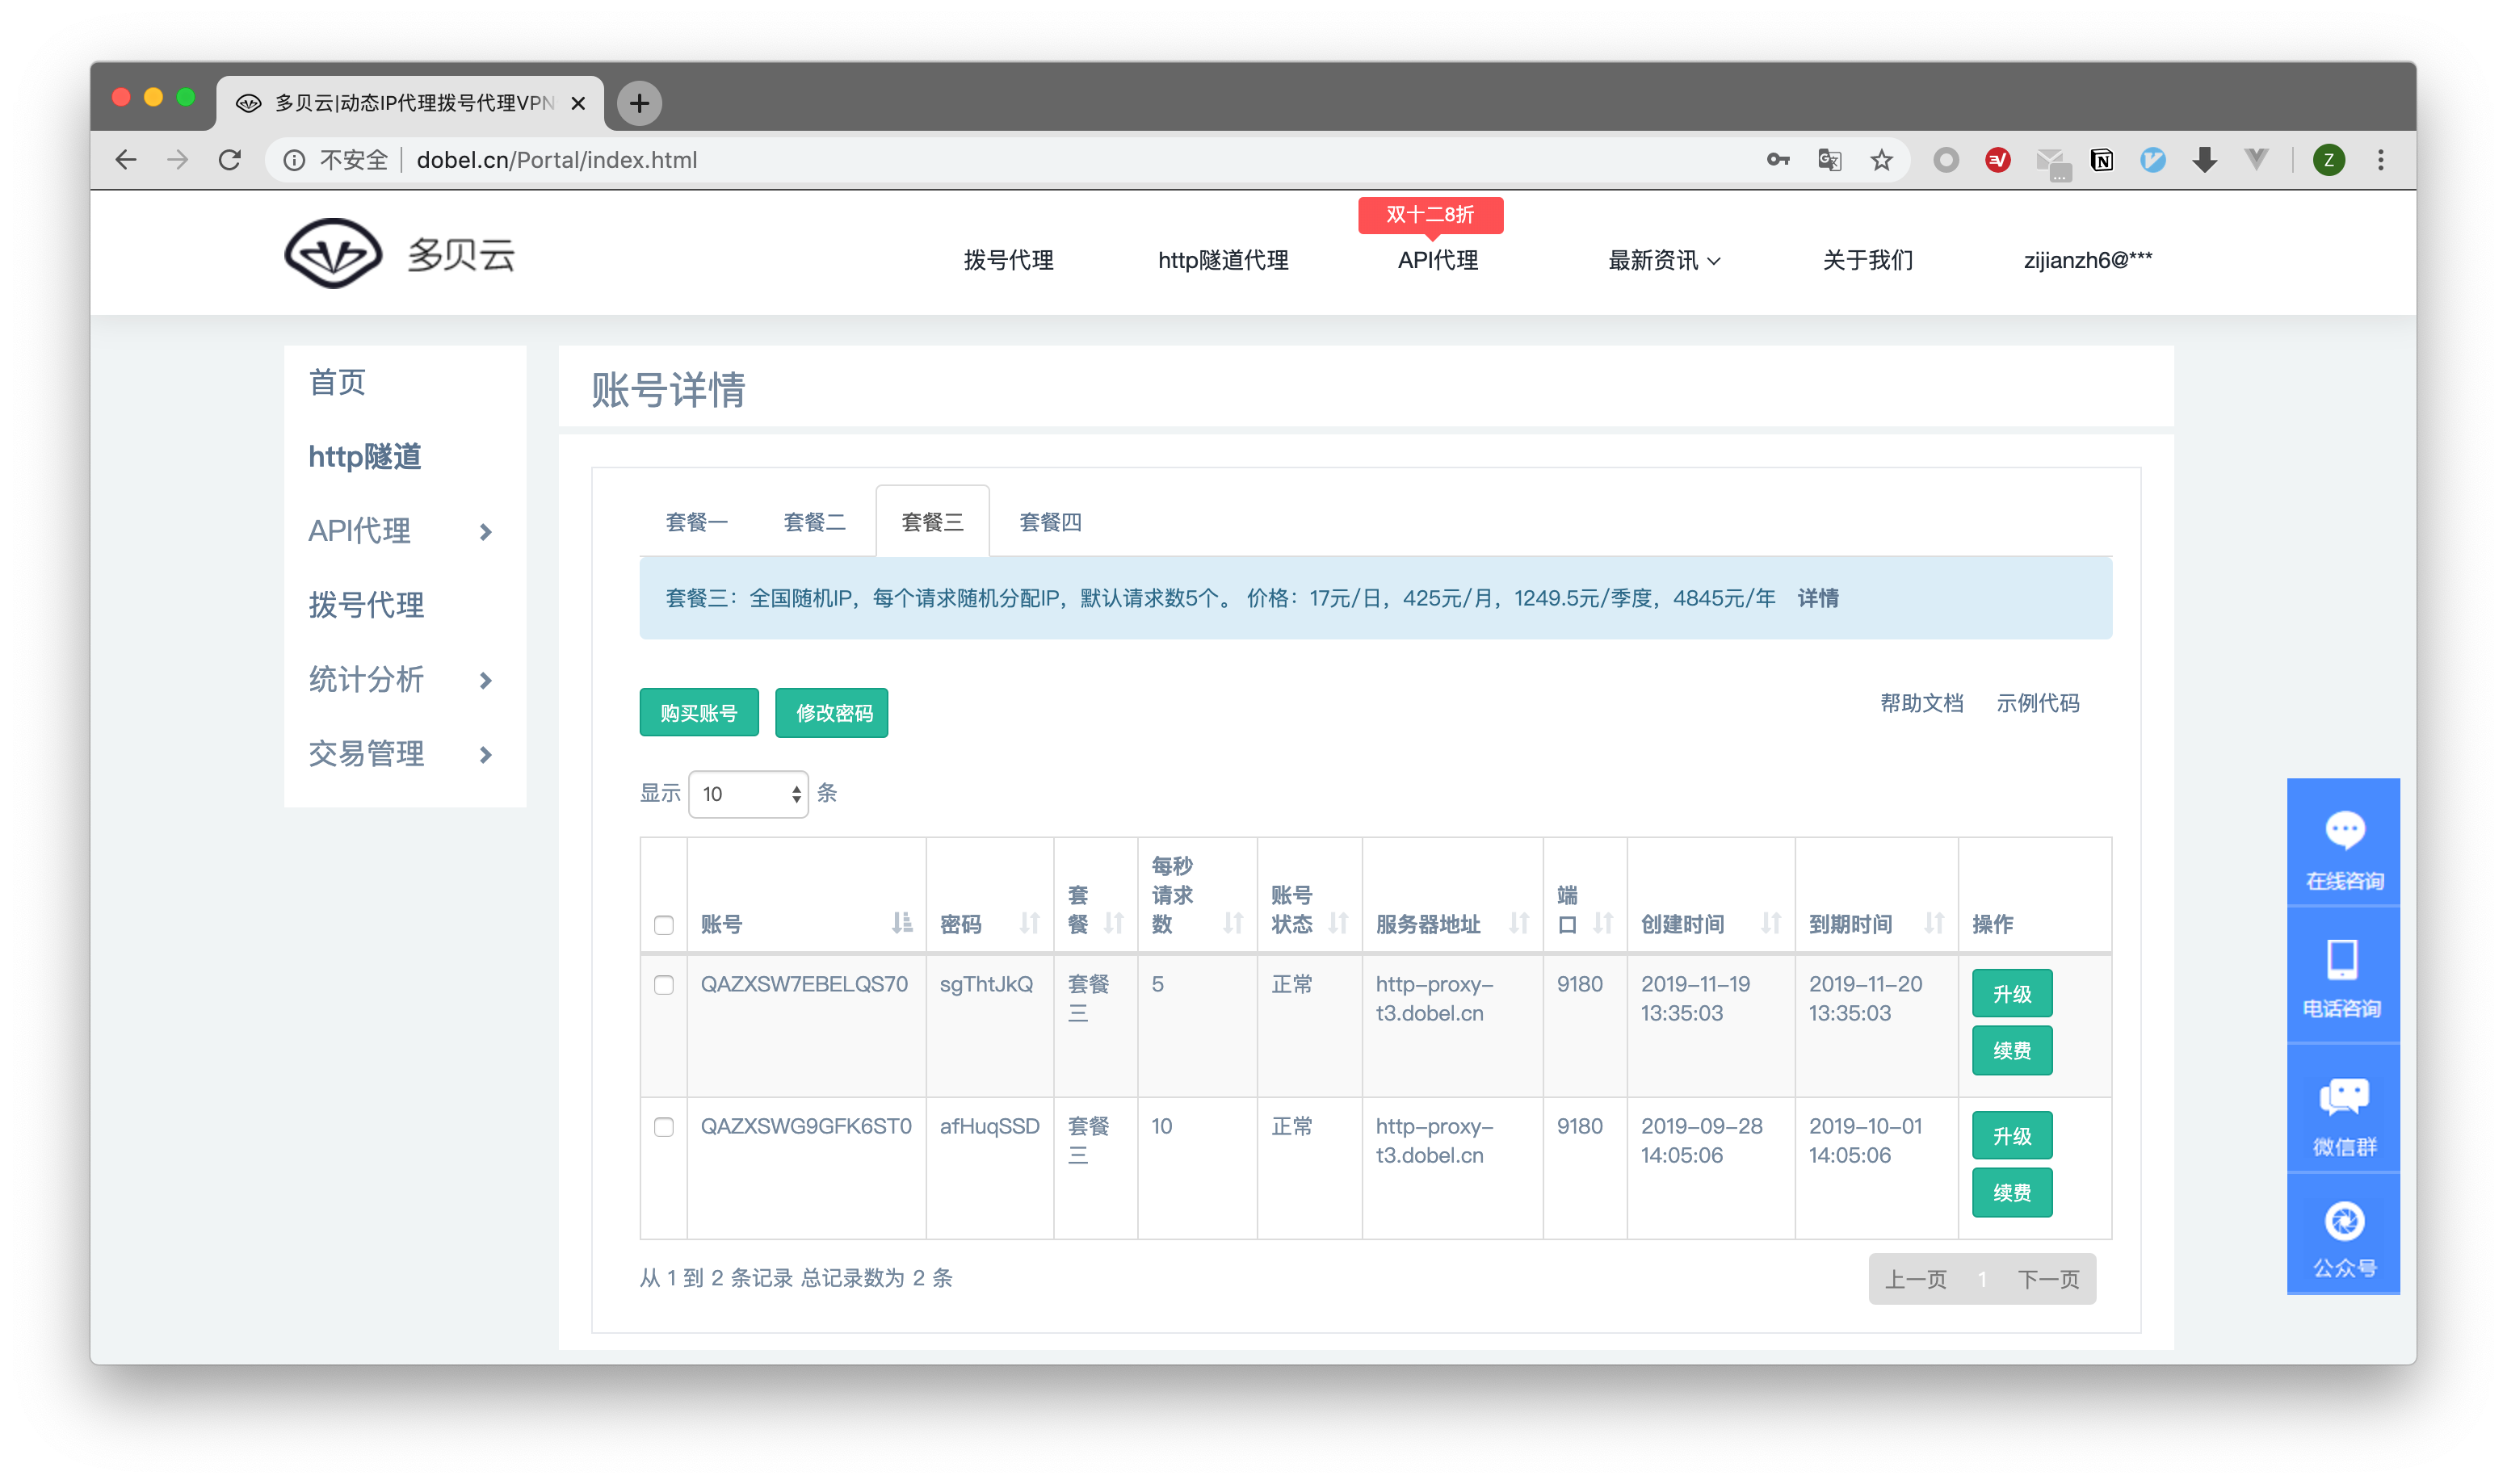 多贝云|动态IP代理拨号代理VPN
不安全 dobel.cn/Portal/index.html
Z
多贝云
拨号代理
http隧道代理
双十二8折
API代理
最新资讯
关于我们
zijianzh6@***
首页
http隧道
API代理
拨号代理
统计分析
交易管理
账号详情
套餐一 套餐二 套餐三 套餐四
套餐三：全国随机IP，每个请求随机分配IP，默认请求数5个。 价格：17元/日，425元/月，1249.5元/季度，4845元/年 详情
购买账号 修改密码
帮助文档 示例代码
显示 10 条
账号 密码 套餐 每秒请求数 账号状态 服务器地址 端口 创建时间 到期时间 操作
QAZXSW7EBELQS70 sgThtJkQ 套餐三 5 正常 http-proxy-t3.dobel.cn 9180 2019-11-19 13:35:03 2019-11-20 13:35:03 升级 续费
QAZXSWG9GFK6ST0 afHuqSSD 套餐三 10 正常 http-proxy-t3.dobel.cn 9180 2019-09-28 14:05:06 2019-10-01 14:05:06 升级 续费
从 1 到 2 条记录 总记录数为 2 条
上一页 1 下一页
在线咨询
电话咨询
微信群
公众号